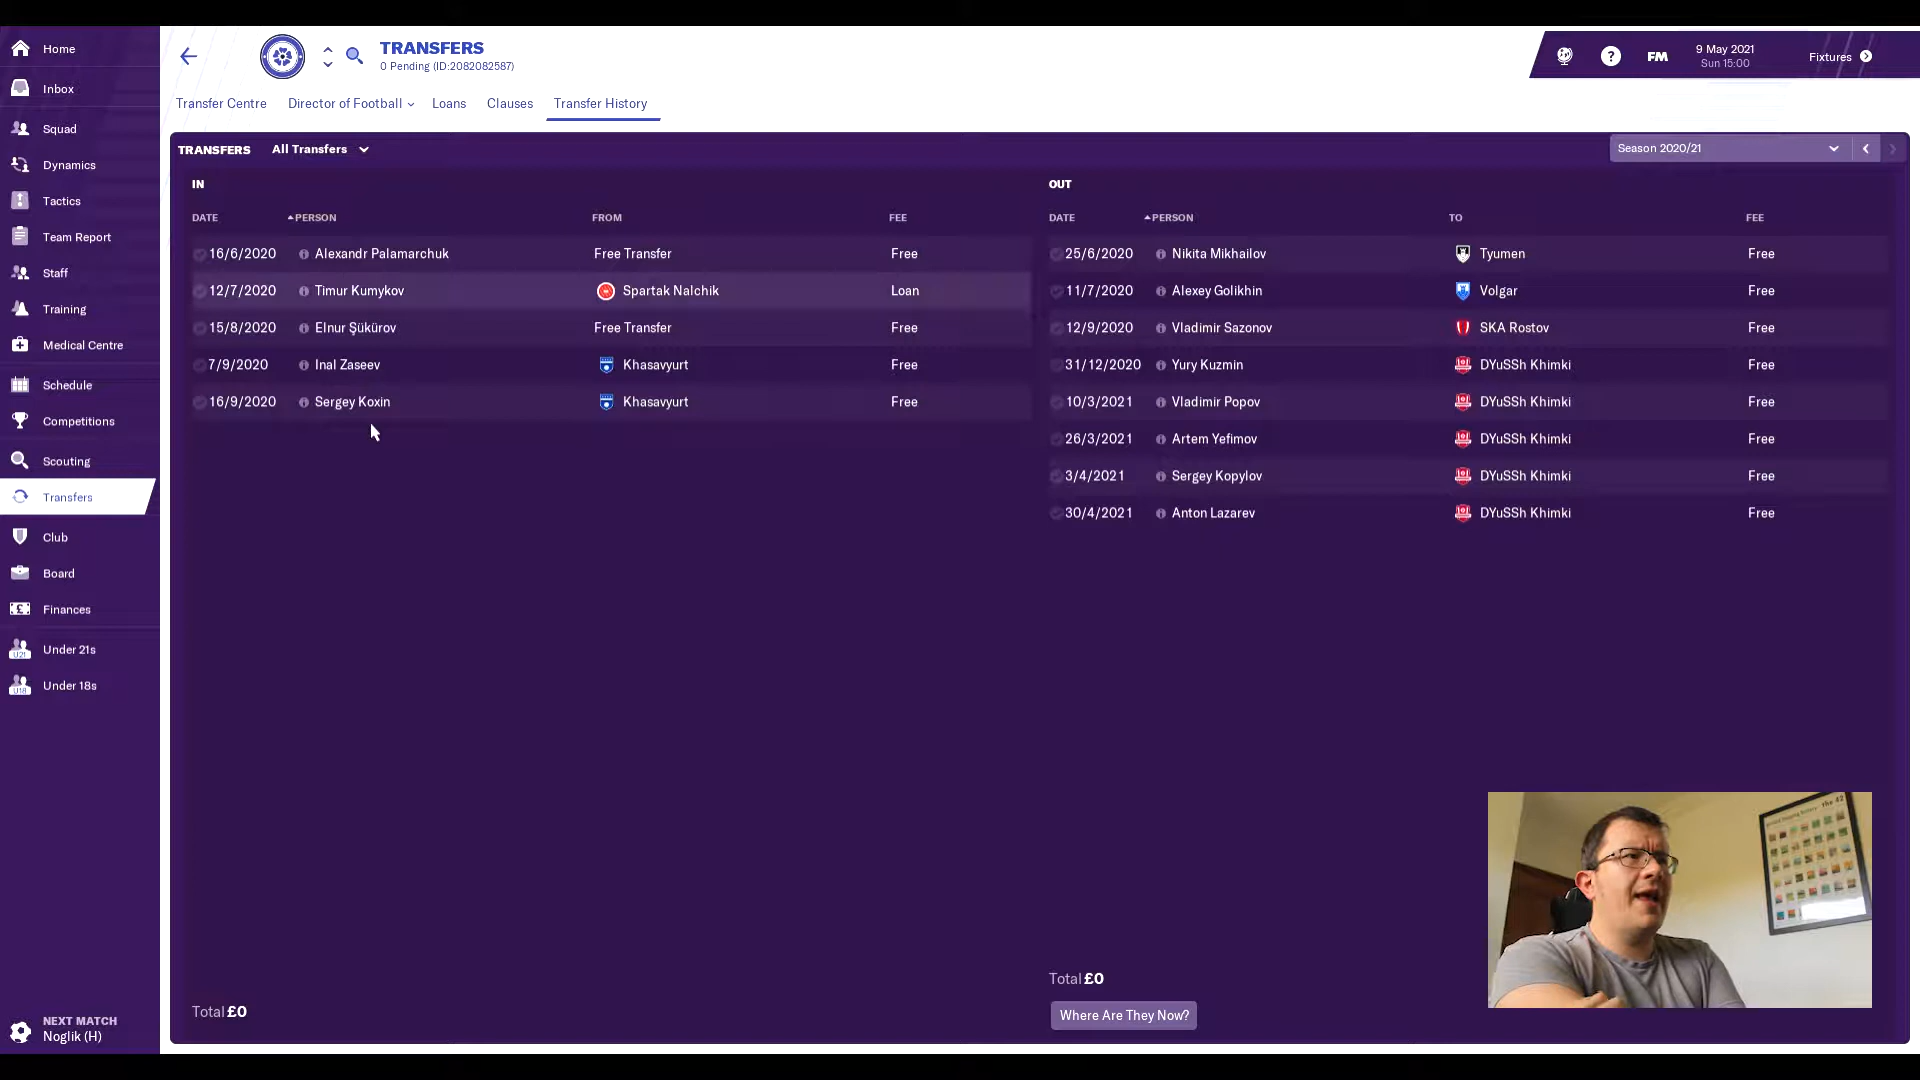 Home
Inbox
Squad
Dynamics
Tactics
Team Report
Staff
Training
Medical Centre
Schedule
Competitions
Scouting
Transfers
Club
Board
Finances
U21 Under 21s
U18 Under 18s
NEXT MATCH
Noglik (H)
TRANSFERS
0 Pending (ID:2082082587)
? FM
9 May 2021
Sun 15:00
Fixtures
Transfer Centre Director of Football Loans Clauses Transfer History
TRANSFERS All Transfers Season 2020/21
IN
DATE PERSON FROM FEE
16/6/2020 Alexandr Palamarchuk Free Transfer Free
12/7/2020 Timur Kumykov Spartak Nalchik Loan
15/8/2020 Elnur Şükürov Free Transfer Free
7/9/2020 Inal Zaseev Khasavyurt Free
16/9/2020 Sergey Koxin Khasavyurt Free
Total £0
OUT
DATE PERSON TO FEE
25/6/2020 Nikita Mikhailov Tyumen Free
11/7/2020 Alexey Golikhin Volgar Free
12/9/2020 Vladimir Sazonov SKA Rostov Free
31/12/2020 Yury Kuzmin DYuSSh Khimki Free
10/3/2021 Vladimir Popov DYuSSh Khimki Free
26/3/2021 Artem Yefimov DYuSSh Khimki Free
3/4/2021 Sergey Kopylov DYuSSh Khimki Free
30/4/2021 Anton Lazarev DYuSSh Khimki Free
Total £0
Where Are They Now?
the 42